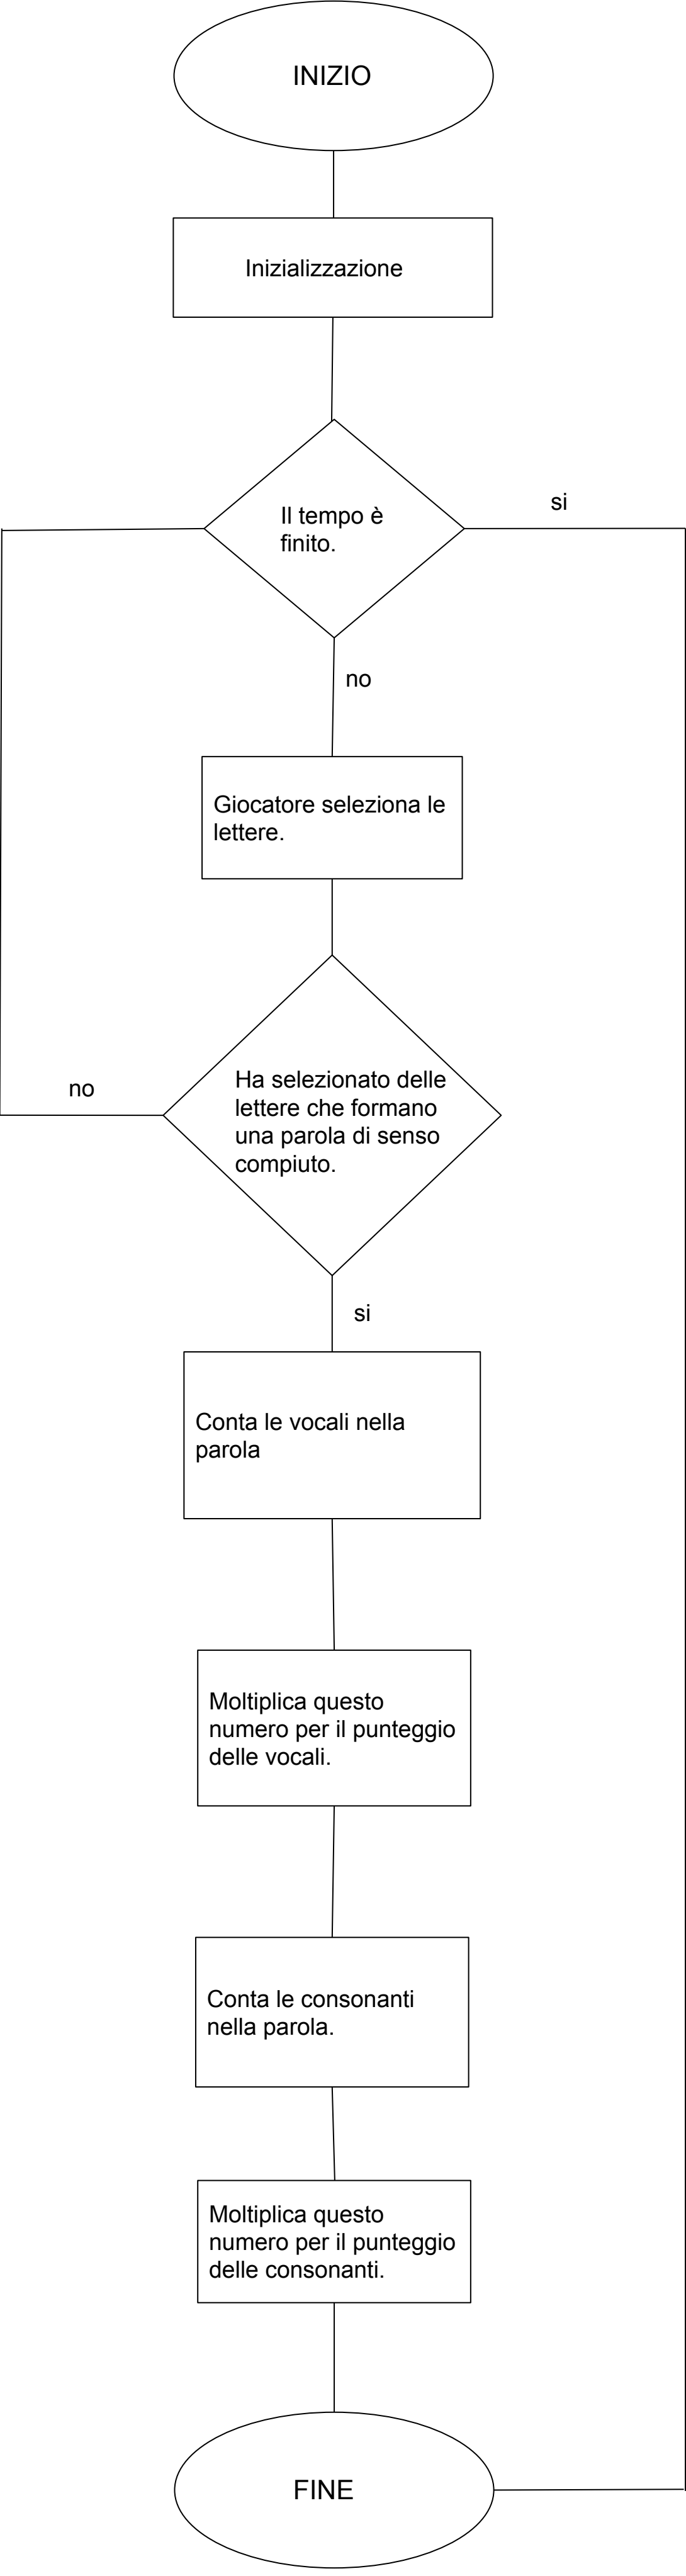 INIZIO
Inizializzazione
Il tempo è
finito.
si
no
Giocatore seleziona le
lettere.
Ha selezionato delle
lettere che formano
una parola di senso
compiuto.
no
si
Conta le vocali nella
parola
Moltiplica questo
numero per il punteggio
delle vocali.
Conta le consonanti
nella parola.
Moltiplica questo
numero per il punteggio
delle consonanti.
FINE